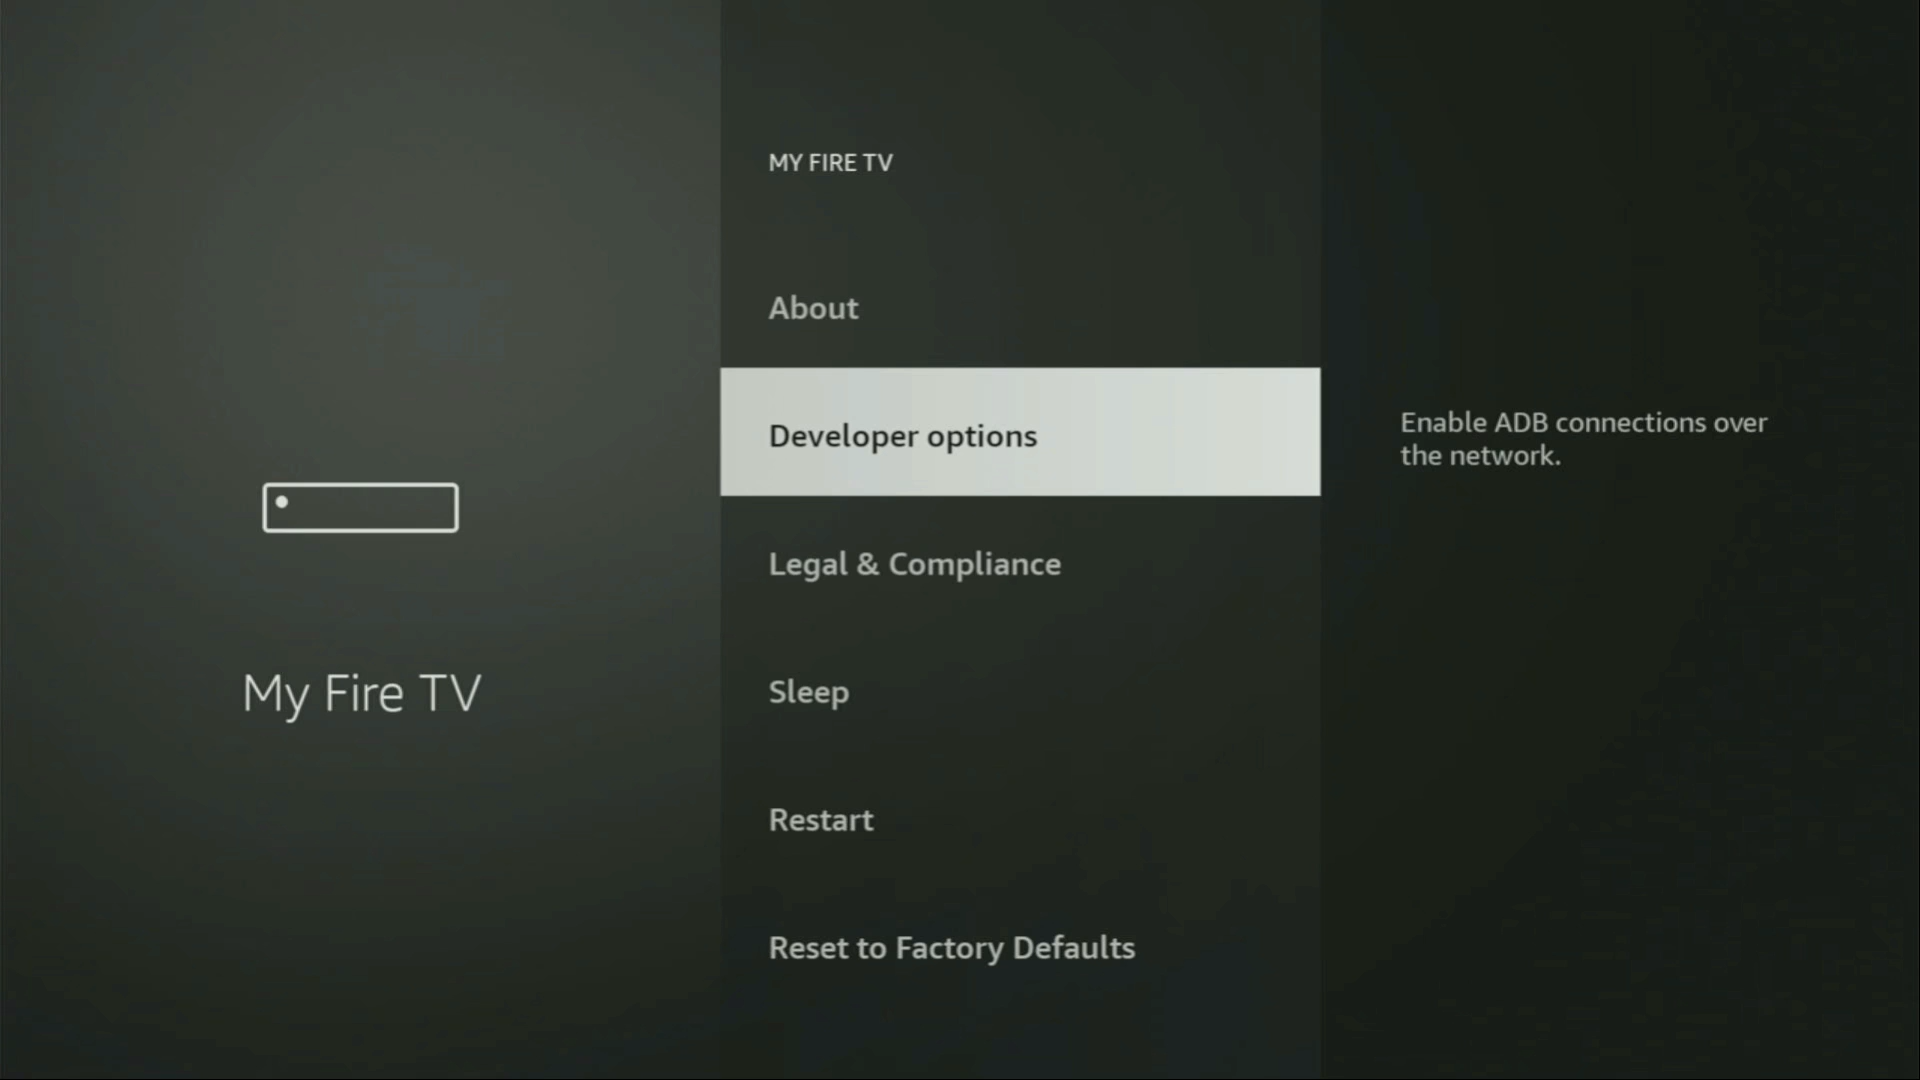 MY FIRE TV
About
Developer options
Enable ADB connections over
the network.
Legal & Compliance
Sleep
My Fire TV
Restart
Reset to Factory Defaults